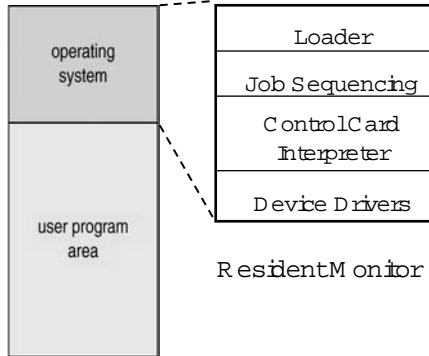 operating
system
user program
area
Loader
Job Sequencing
Control Card
Interpreter
Device Drivers
Resident Monitor